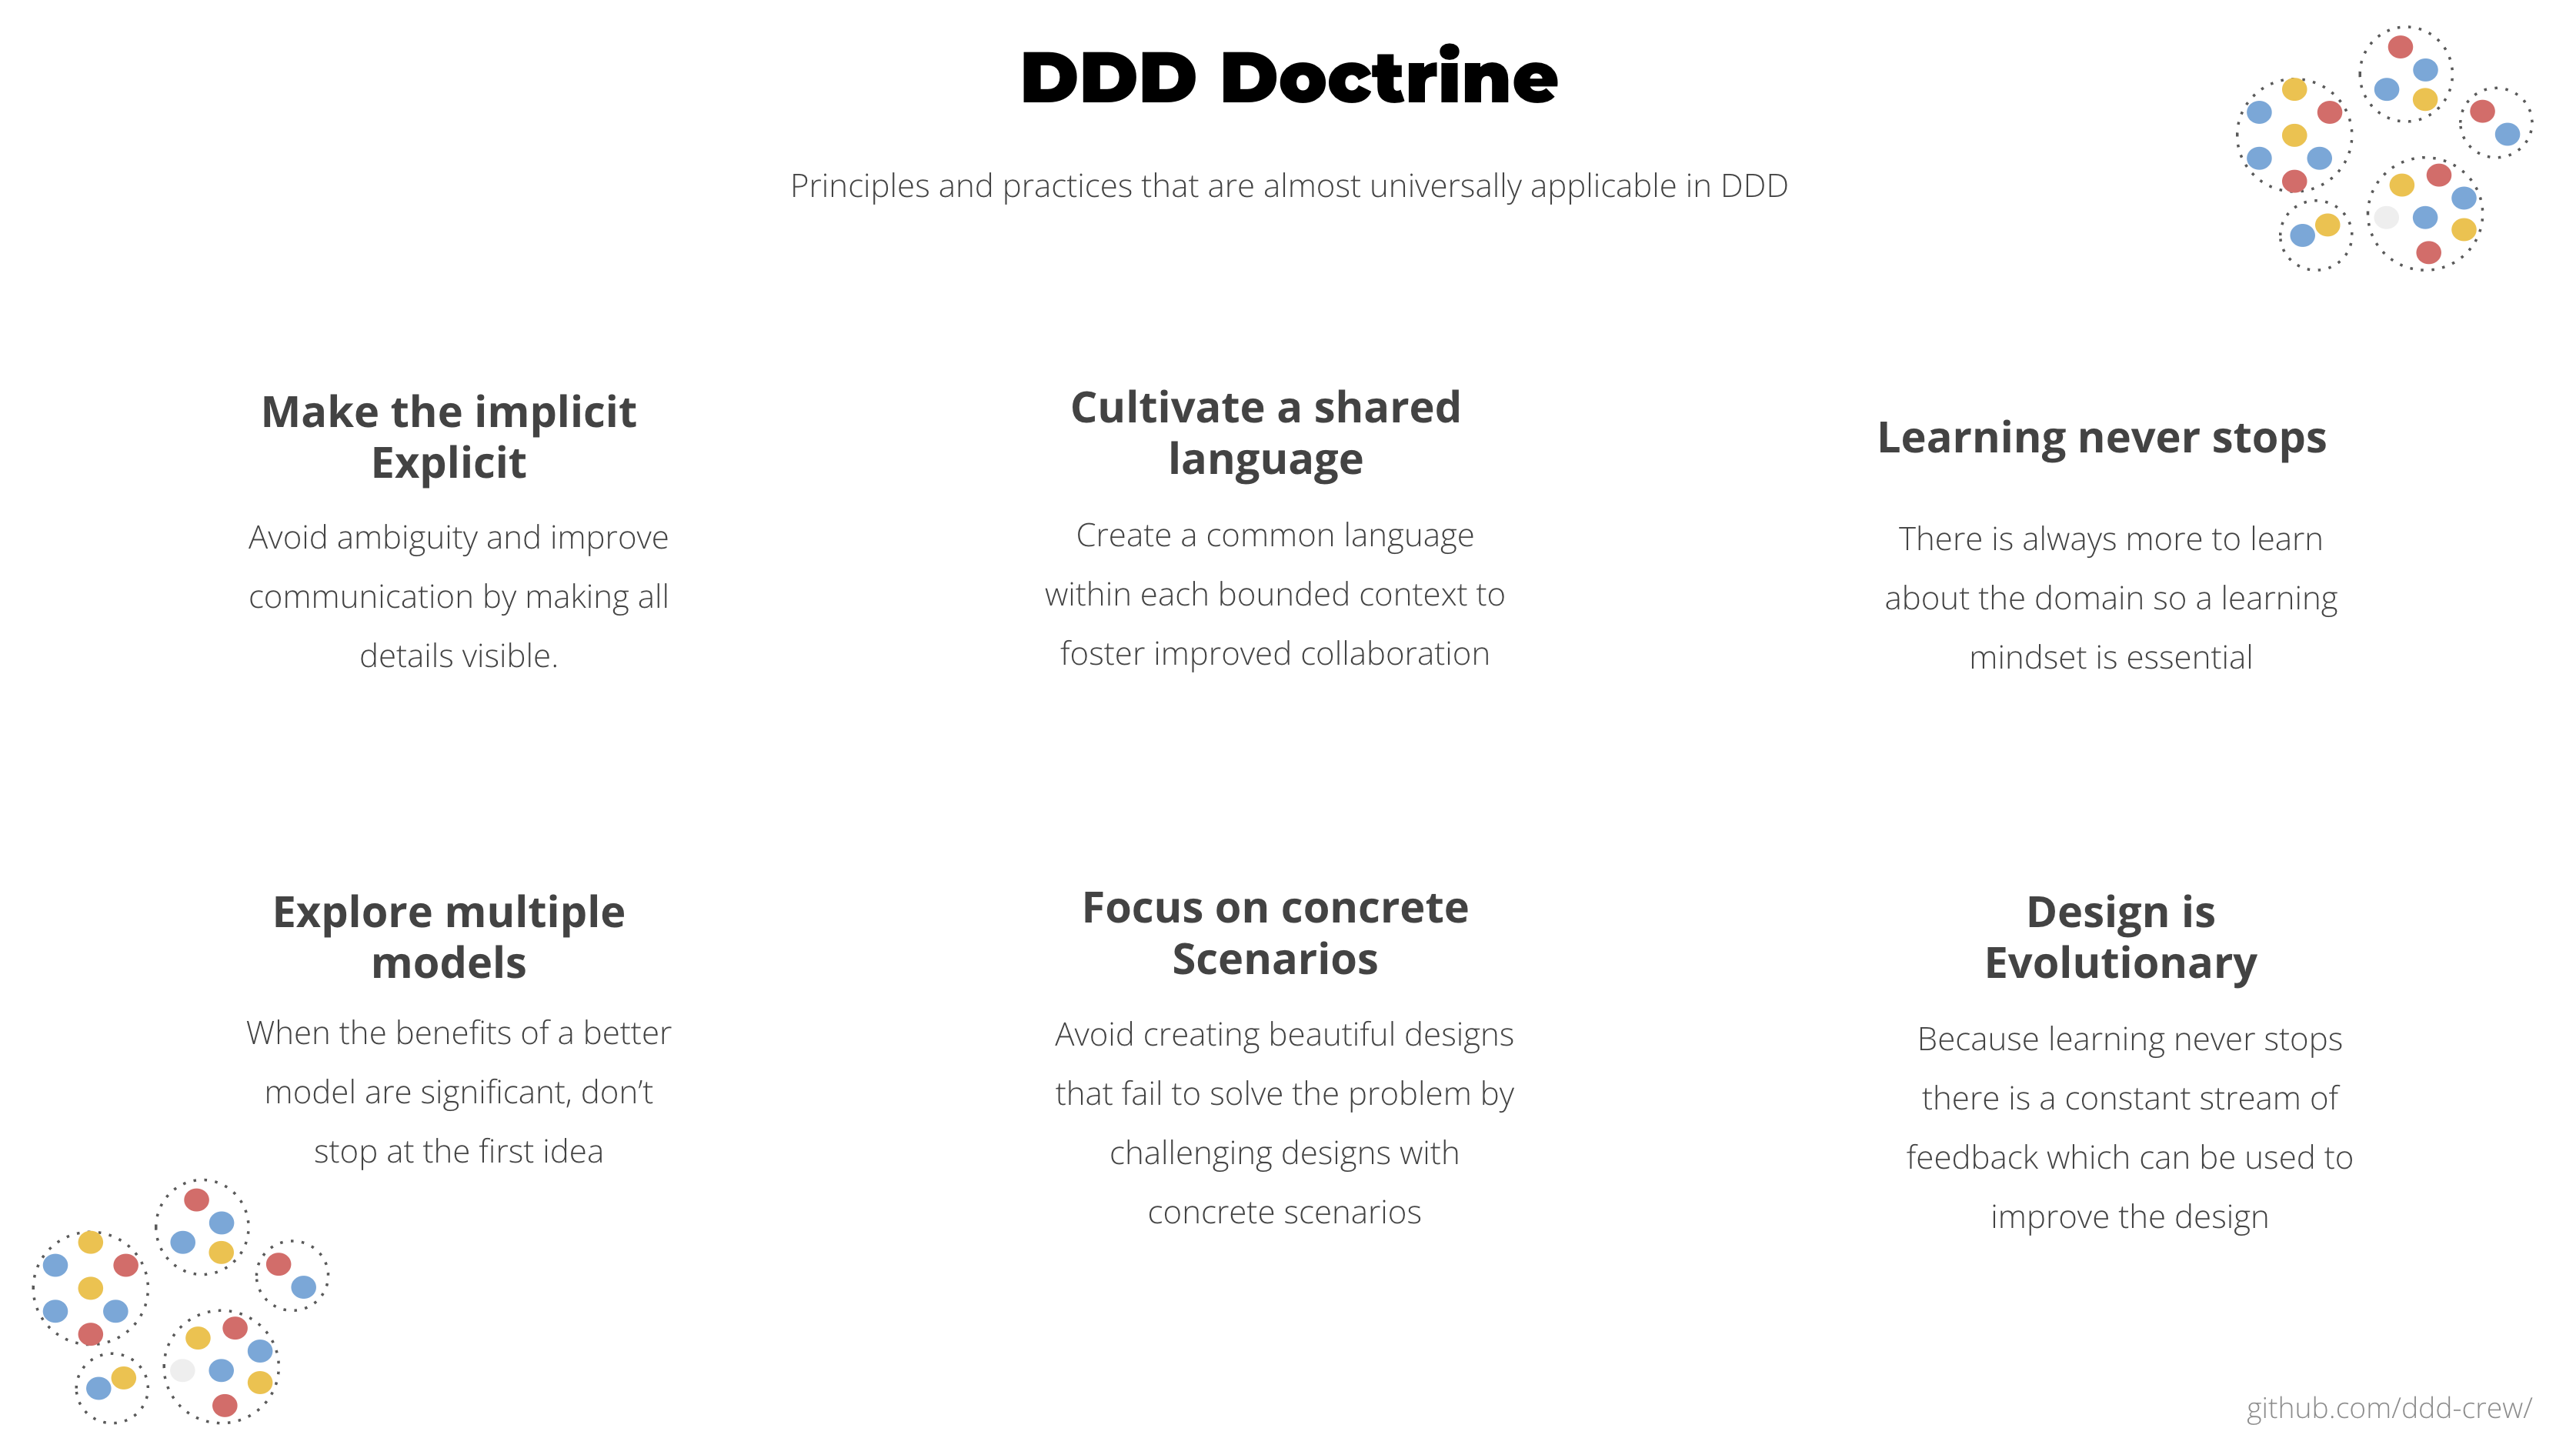 DDD Doctrine
Principles and practices that are almost universally applicable in DDD
Make the implicit
Explicit
Avoid ambiguity and improve
communication by making all
details visible.
Cultivate a shared
language
Create a common language
within each bounded context to
foster improved collaboration
Learning never stops
There is always more to learn
about the domain so a learning
mindset is essential
Explore multiple
models
When the benefits of a better
model are significant, don’t
stop at the first idea
Focus on concrete
Scenarios
Avoid creating beautiful designs
that fail to solve the problem by
challenging designs with
concrete scenarios
Design is
Evolutionary
Because learning never stops
there is a constant stream of
feedback which can be used to
improve the design
github.com/ddd-crew/